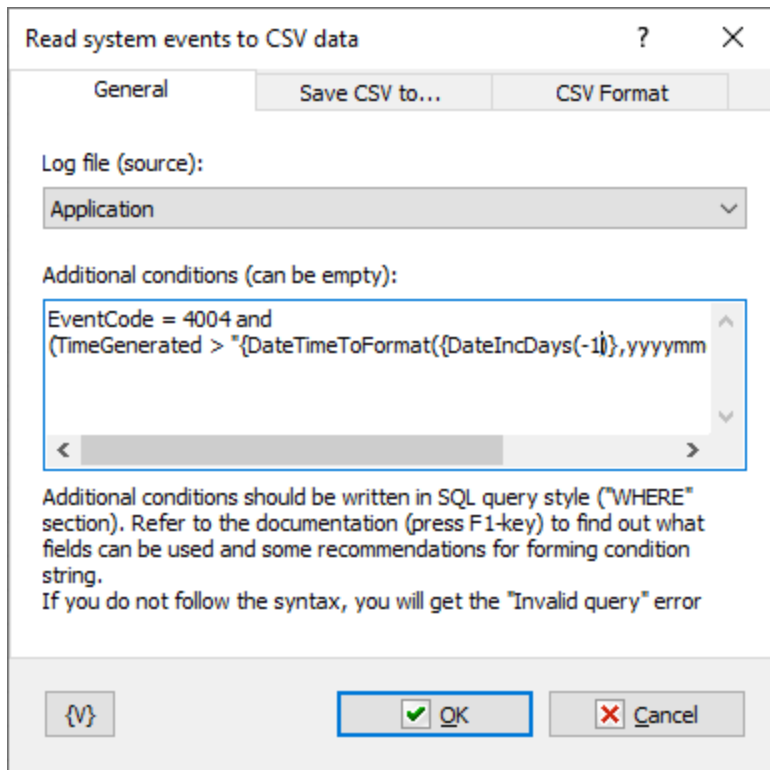 Read system events to CSV data
General
Save CSV to...
CSV Format
Log file (source):
Application
Additional conditions (can be empty):
EventCode = 4004 and
(TimeGenerated > "{DateTimeToFormat({DateIncDays(-1)},yyyymm
Additional conditions should be written in SQL query style ("WHERE"
section). Refer to the documentation (press F1-key) to find out what
fields can be used and some recommendations for forming condition
string.
If you do not follow the syntax, you will get the "Invalid query" error
{V}
OK
Cancel